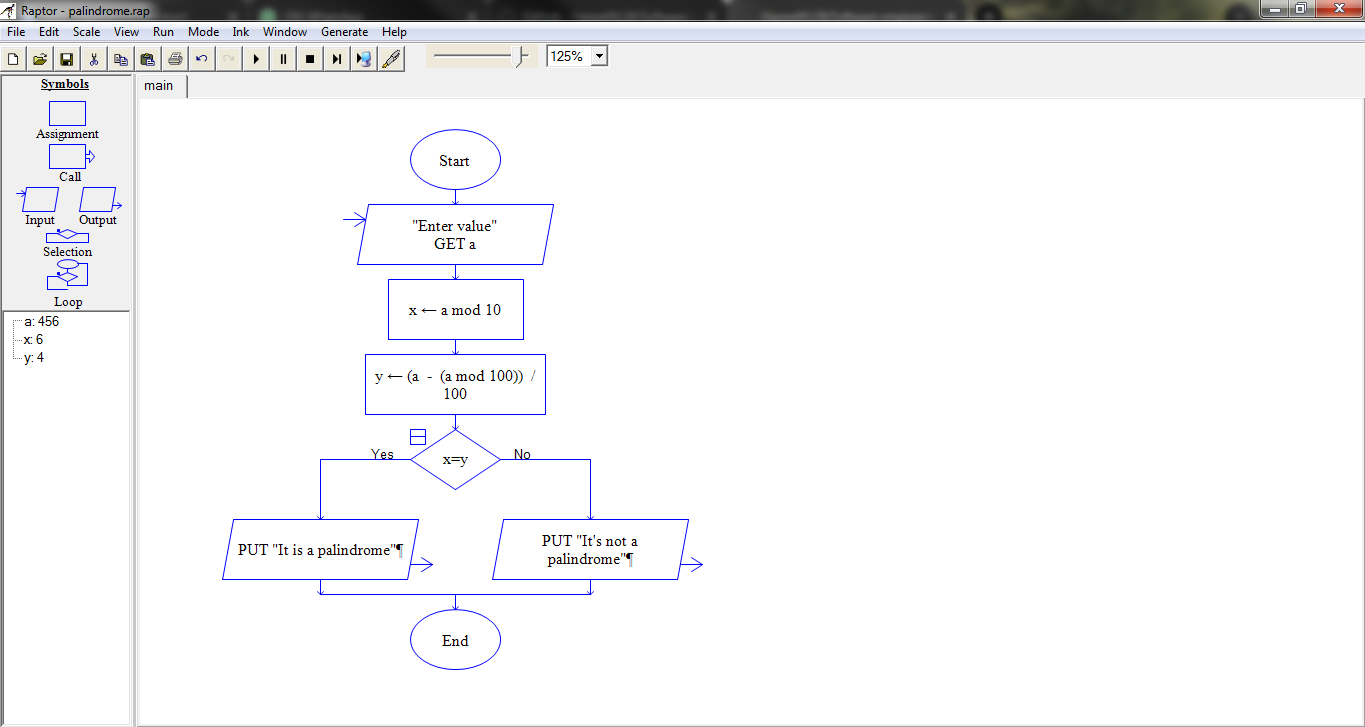 Raptor - palindrome.rap
File Edit Scale View Run Mode Ink Window Generate Help
125%
Symbols
Assignment
Call
Input Output
Selection
Loop
a: 456
x: 6
y: 4
main
Start
"Enter value"
GET a
x ← a mod 10
y ← (a - (a mod 100)) /
100
Yes x=y No
PUT "It is a palindrome"¶
PUT "It's not a
palindrome"¶
End